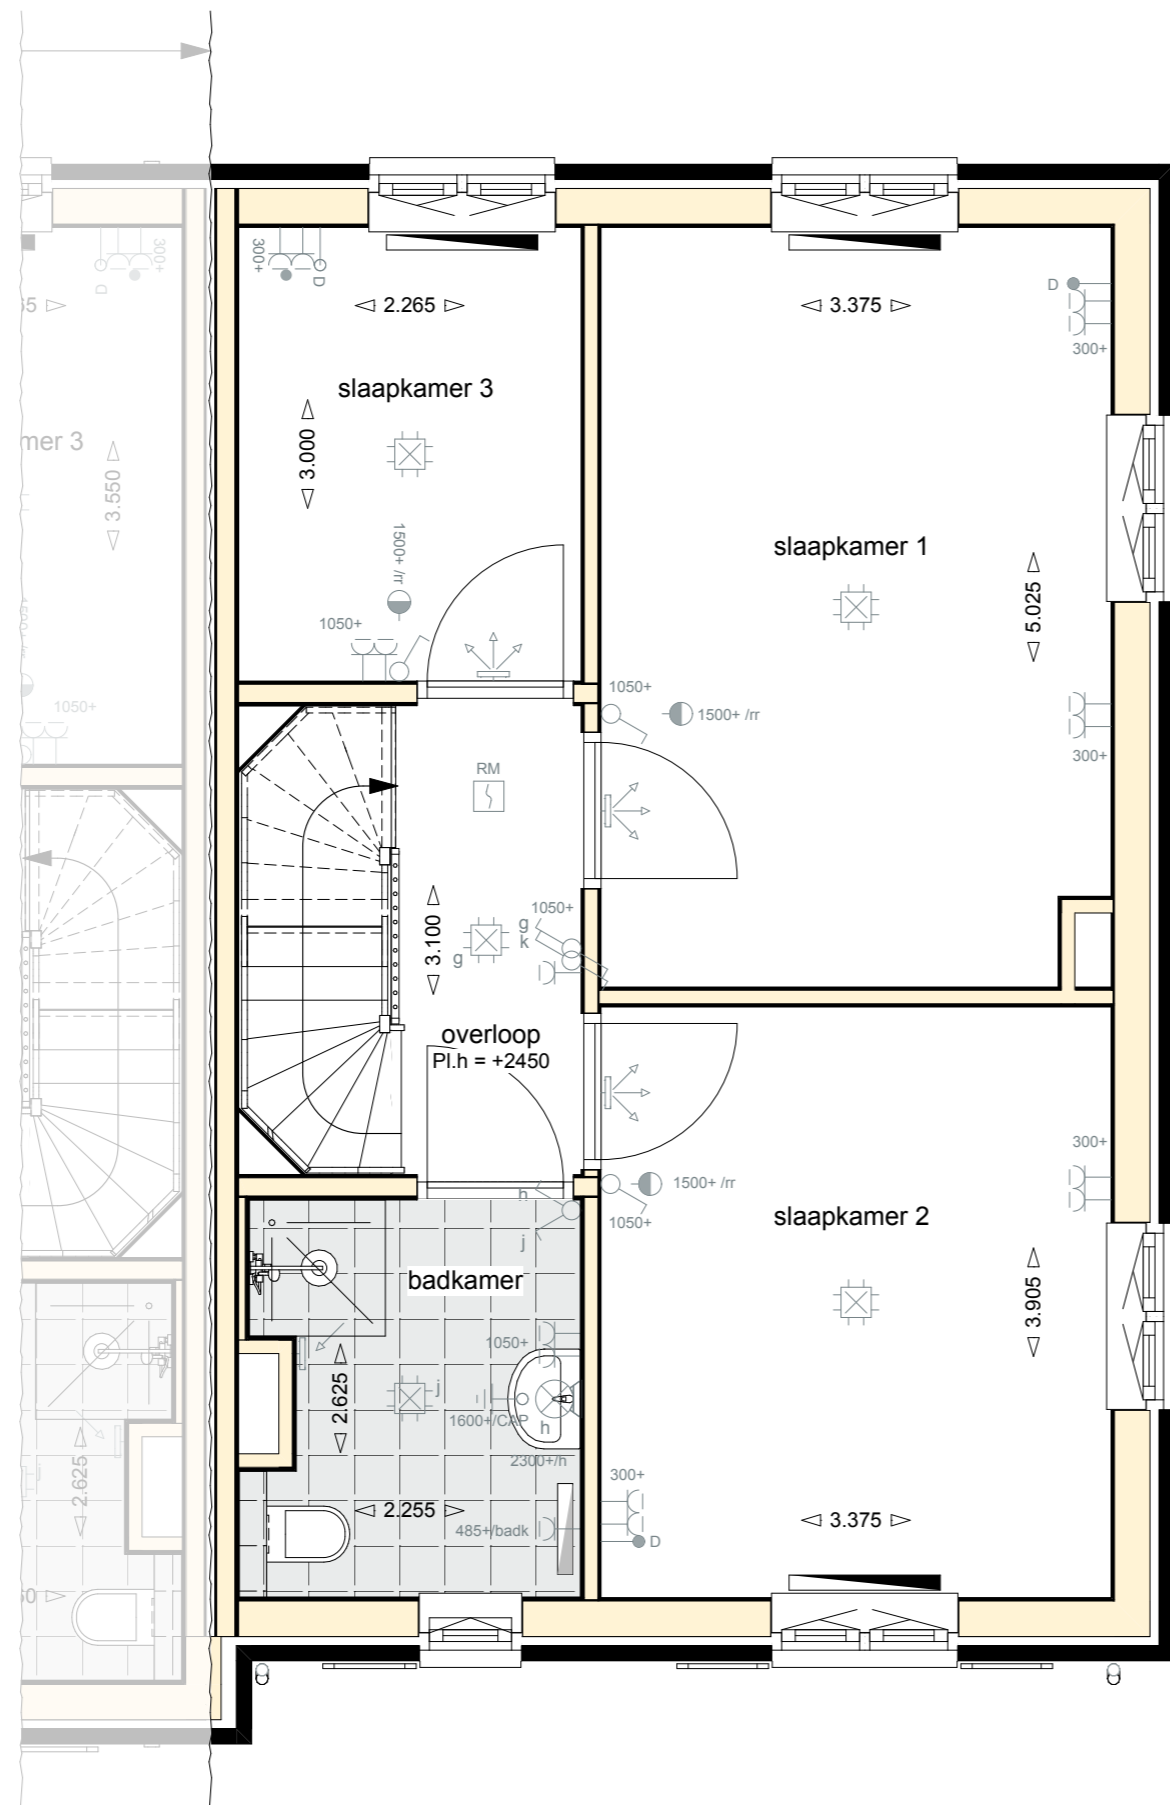 300+
D
300+
D
2.265
3.375
D
300+
slaapkamer 3
3.000
mer 3
3.550
1500+ /rr
slaapkamer 1
5.025
1050+
1050+
1500+ /rr
1050+
300+
RM
1050+
g
k
g
3.100
overloop
Pl.h = +2450
300+
h
j
1500+ /rr
1050+
slaapkamer 2
badkamer
3.905
1050+
2.625
j
1600+/CAP
h
2300+/h
2.625
300+
2.255
485+/badk
D
3.375